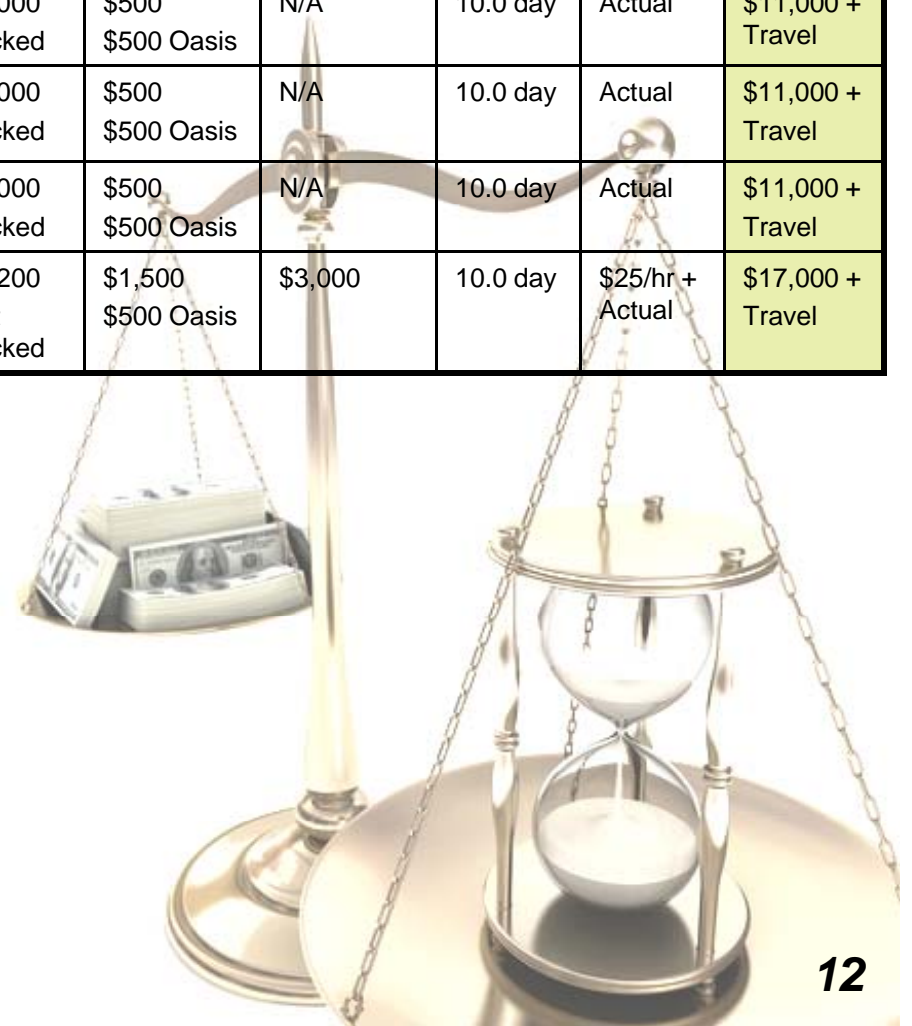 000 $500 N/A 10.0 day Actual $11,000 +
cked $500 Oasis Travel
000 $500 N/A 10.0 day Actual $11,000 +
cked $500 Oasis Travel
000 $500 N/A 10.0 day Actual $11,000 +
cked $500 Oasis Travel
200 $1,500 $3,000 10.0 day $25/hr + $17,000 +
$500 Oasis Actual Travel
cked
12